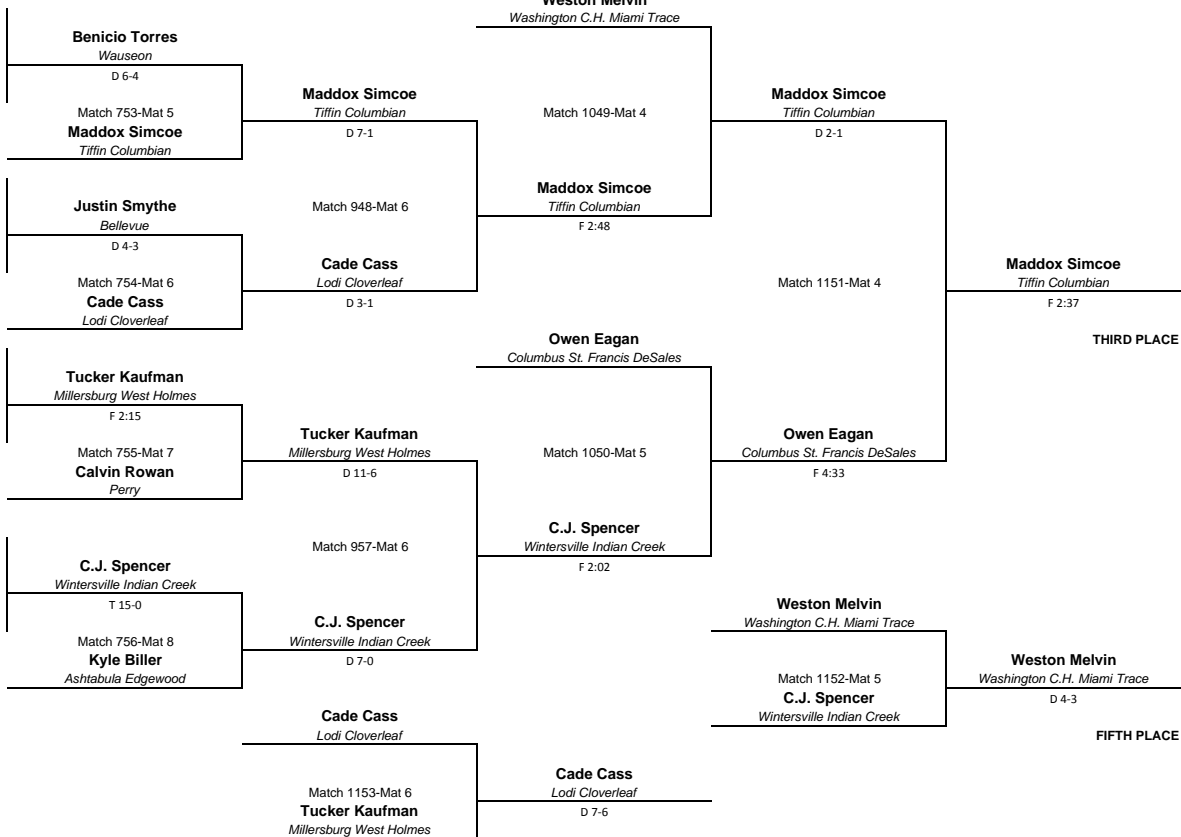 Benicio Torres
Wauseon
D 6-4
Match 753-Mat 5
Maddox Simcoe
Tiffin Columbian
Justin Smythe
Bellevue
D 4-3
Match 754-Mat 6
Cade Cass
Lodi Cloverleaf
Tucker Kaufman
Millersburg West Holmes
F 2:15
Match 755-Mat 7
Calvin Rowan
Perry
C.J. Spencer
Wintersville Indian Creek
T 15-0
Match 756-Mat 8
Kyle Biller
Ashtabula Edgewood
Maddox Simcoe
Tiffin Columbian
D 7-1
Match 948-Mat 6
Cade Cass
Lodi Cloverleaf
D 3-1
Tucker Kaufman
Millersburg West Holmes
D 11-6
Match 957-Mat 6
C.J. Spencer
Wintersville Indian Creek
D 7-0
Cade Cass
Lodi Cloverleaf
Match 1153-Mat 6
Tucker Kaufman
Millersburg West Holmes
Weston Melvin
Washington C.H. Miami Trace
Match 1049-Mat 4
Maddox Simcoe
Tiffin Columbian
F 2:48
Owen Eagan
Columbus St. Francis DeSales
Match 1050-Mat 5
C.J. Spencer
Wintersville Indian Creek
F 2:02
Cade Cass
Lodi Cloverleaf
D 7-6
Maddox Simcoe
Tiffin Columbian
D 2-1
Match 1151-Mat 4
Owen Eagan
Columbus St. Francis DeSales
F 4:33
Weston Melvin
Washington C.H. Miami Trace
Match 1152-Mat 5
C.J. Spencer
Wintersville Indian Creek
Maddox Simcoe
Tiffin Columbian
F 2:37
THIRD PLACE
Weston Melvin
Washington C.H. Miami Trace
D 4-3
FIFTH PLACE